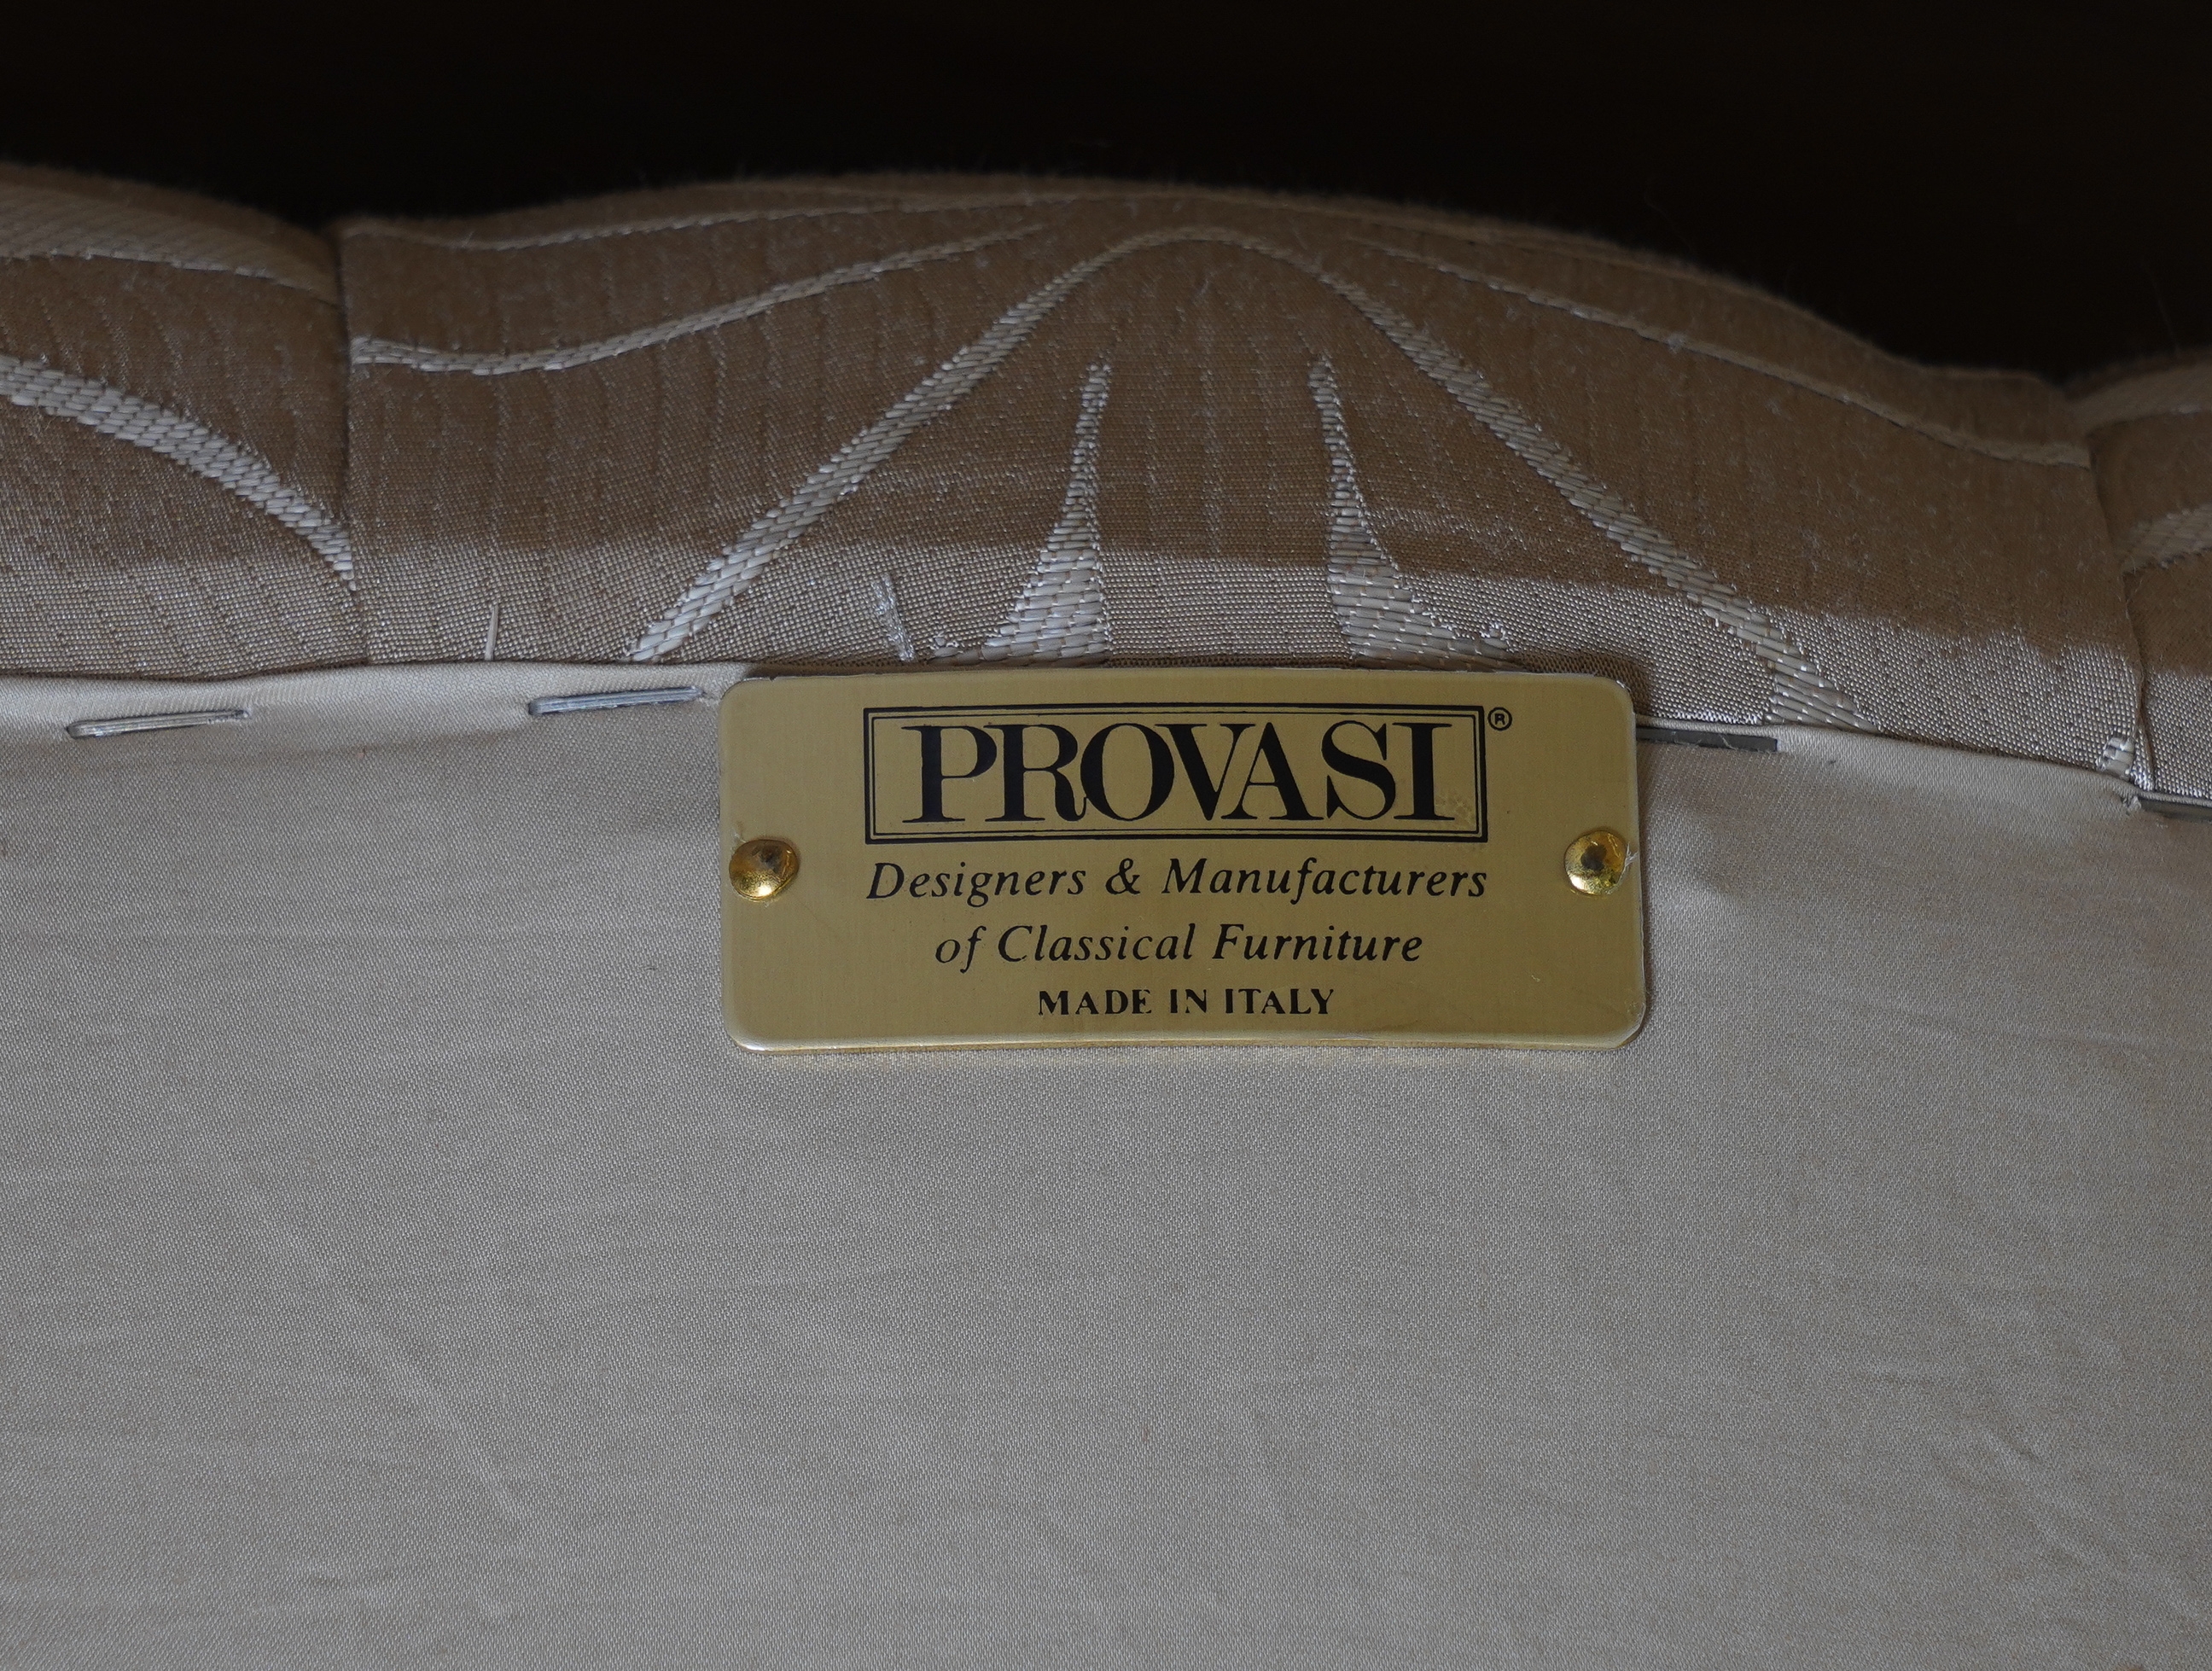 PROVASI®
Designers & Manufacturers
of Classical Furniture
MADE IN ITALY